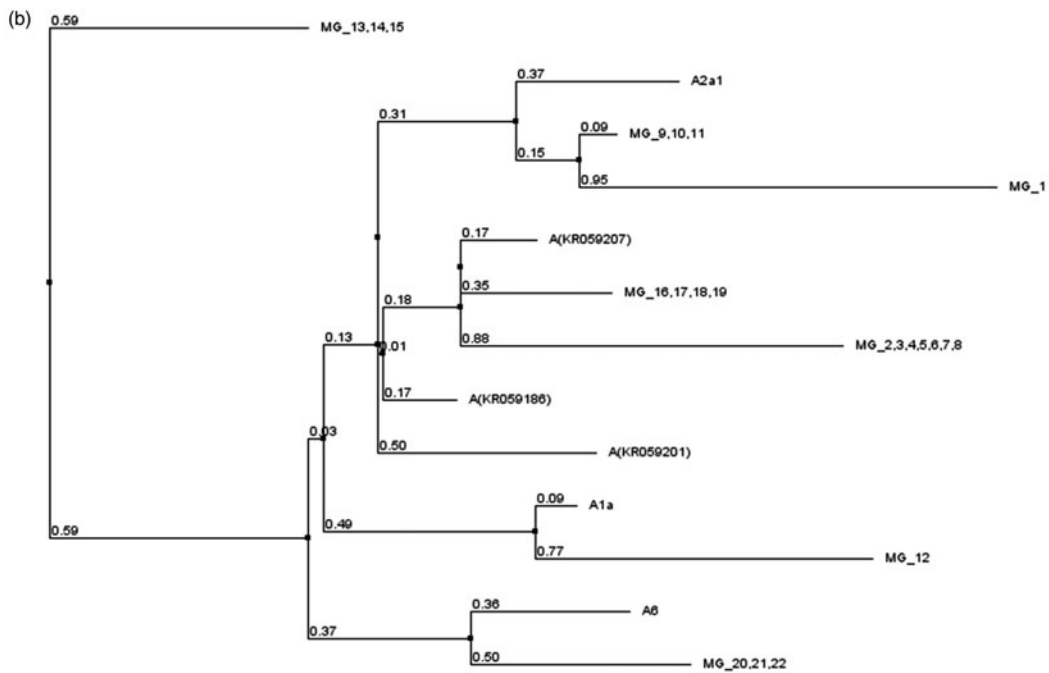 (b)
0.59
MG_13,14,15
0.37
A2a1
0.31
0.09
MG_9,10,11
0.15
0.95
MG_1
0.17
A(KR059207)
0.35
MG_16,17,18,19
0.18
0.88
MG_2,3,4,5,6,7,8
0.13
0.01
0.17
A(KR059186)
0.03
0.50
A(KR059201)
0.09
A1a
0.49
0.59
0.77
MG_12
0.36
A6
0.37
0.50
MG_20,21,22